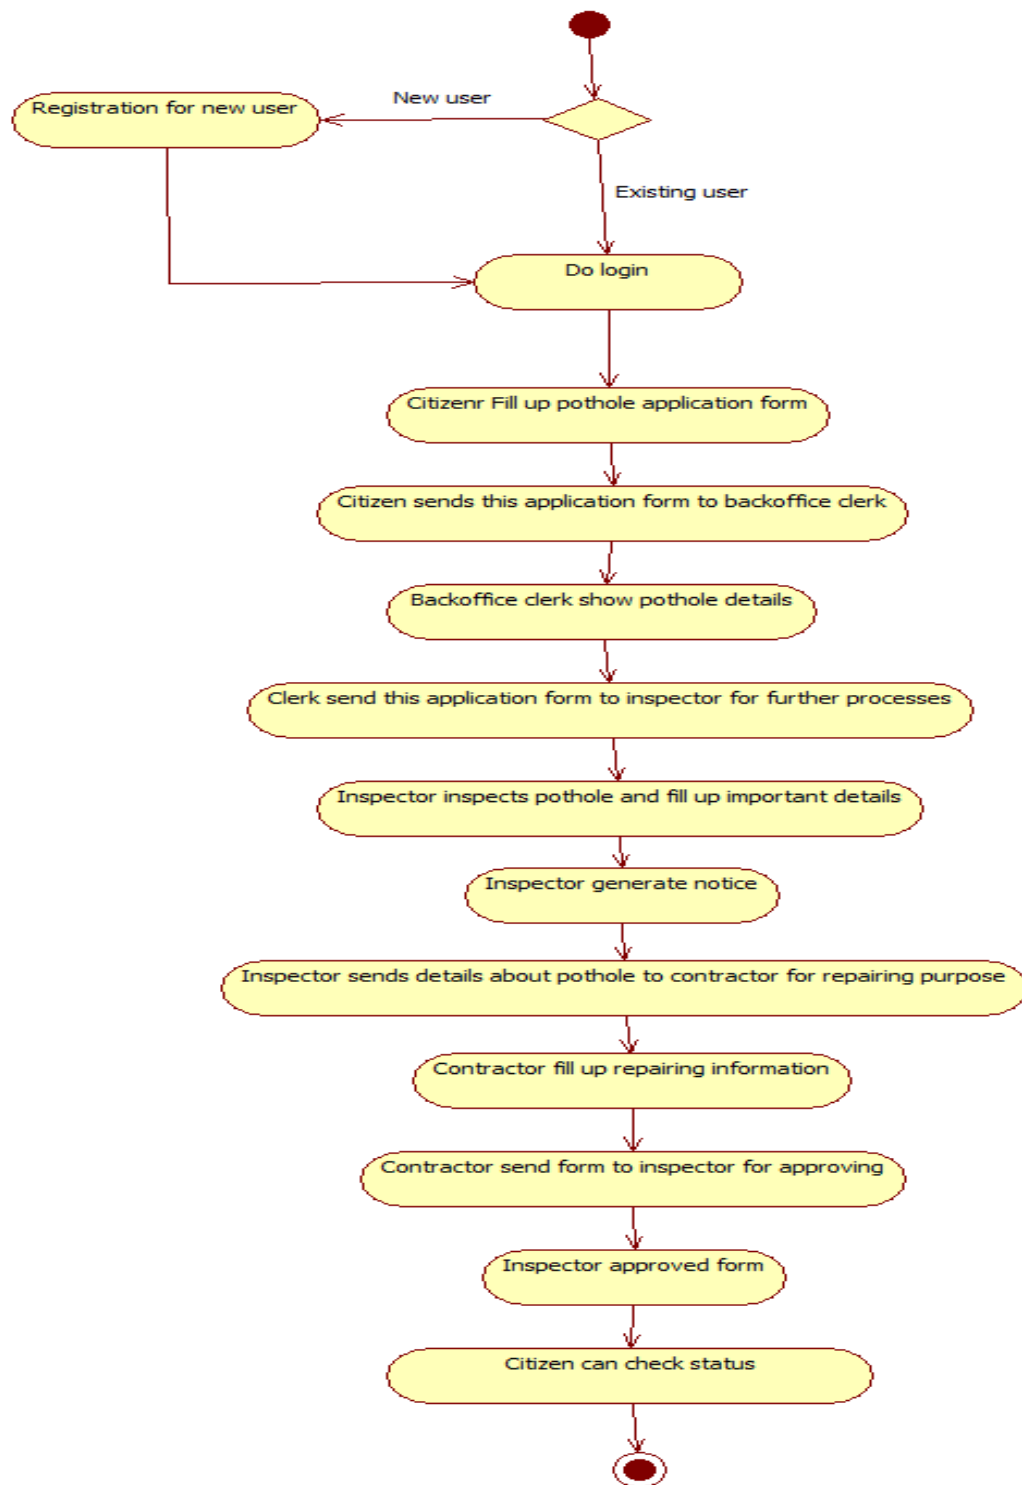 New user
Registration for new user
Existing user
Do login
Citizenr Fill up pothole application form
Citizen sends this application form to backoffice clerk
Backoffice clerk show pothole details
Clerk send this application form to inspector for further processes
Inspector inspects pothole and fill up important details
Inspector generate notice
Inspector sends details about pothole to contractor for repairing purpose
Contractor fill up repairing information
Contractor send form to inspector for approving
Inspector approved form
Citizen can check status